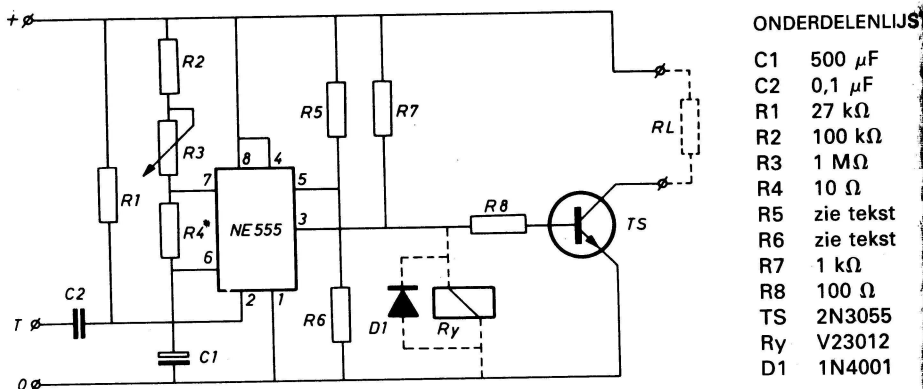 +
R2
R5
R7
RL
R3
8 4
R1
7
5
R4*
NE555
3
R8
TS
6
C2
2 1
R6
T
D1
Ry
C1
0
ONDERDELENLIJS
C1 500 µF
C2 0,1 µF
R1 27 kΩ
R2 100 kΩ
R3 1 MΩ
R4 10 Ω
R5 zie tekst
R6 zie tekst
R7 1 kΩ
R8 100 Ω
TS 2N3055
Ry V23012
D1 1N4001